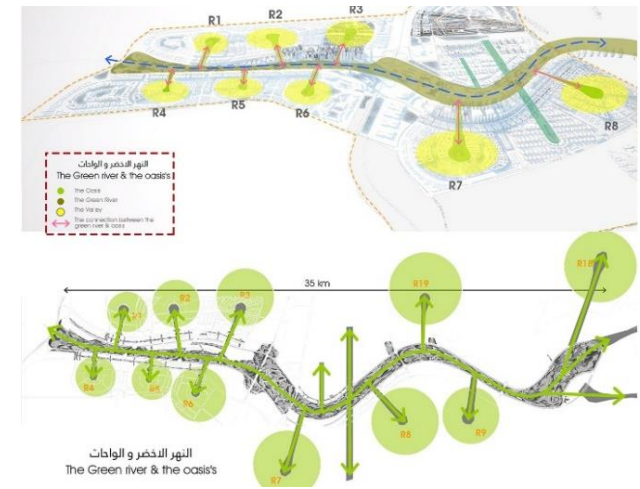 R1
R2
R3
R4
R5
R6
R7
R8
النهر الاخضر و الواحات
The Green river & the oasis's
The Oasis
The Green River
The Valley
The connection between the
green river & oasis
35 km
R2
R3
R19
R18
R4
R6
R7
R8
R9
النهر الاخضر و الواحات
The Green river & the oasis's